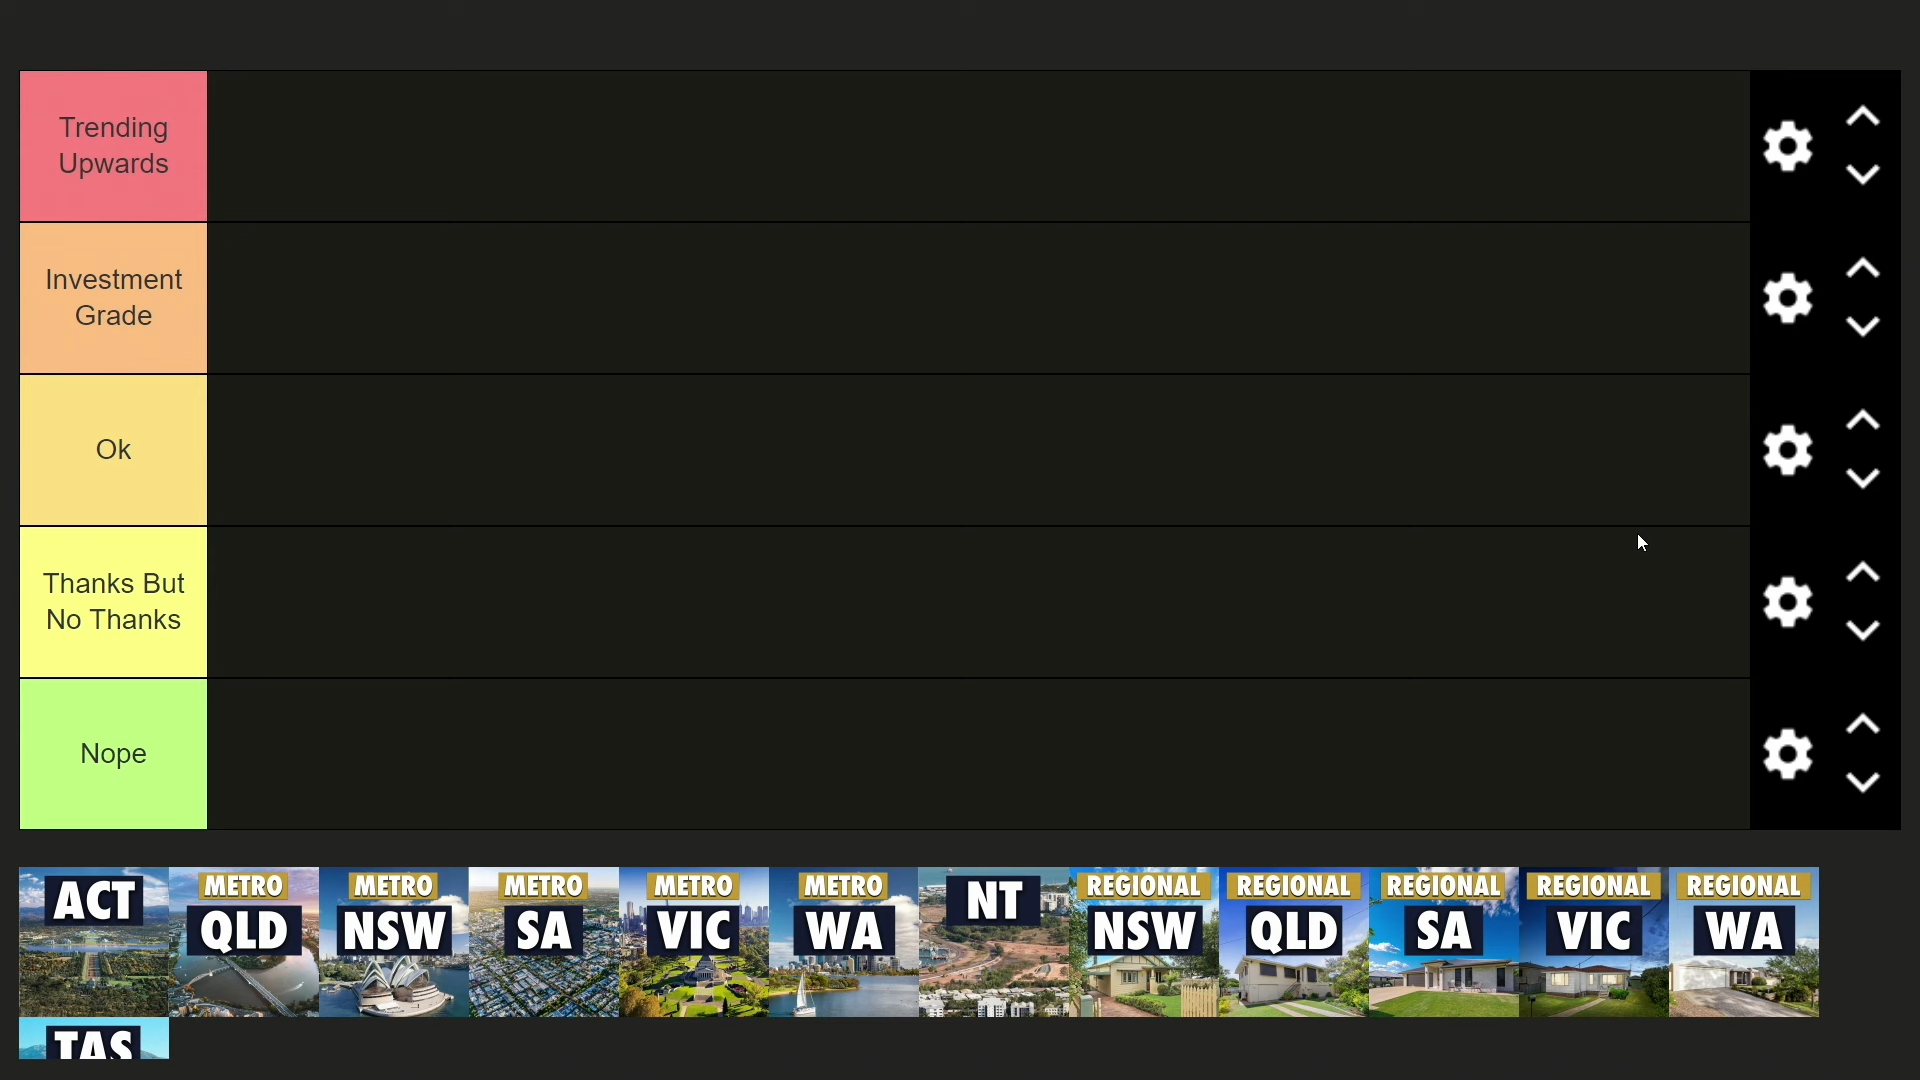 Trending
Upwards
Investment
Grade
Ok
Thanks But
No Thanks
Nope
ACT
METRO
QLD
METRO
NSW
METRO
SA
METRO
VIC
METRO
WA
NT
REGIONAL
NSW
REGIONAL
QLD
REGIONAL
SA
REGIONAL
VIC
REGIONAL
WA
TAS